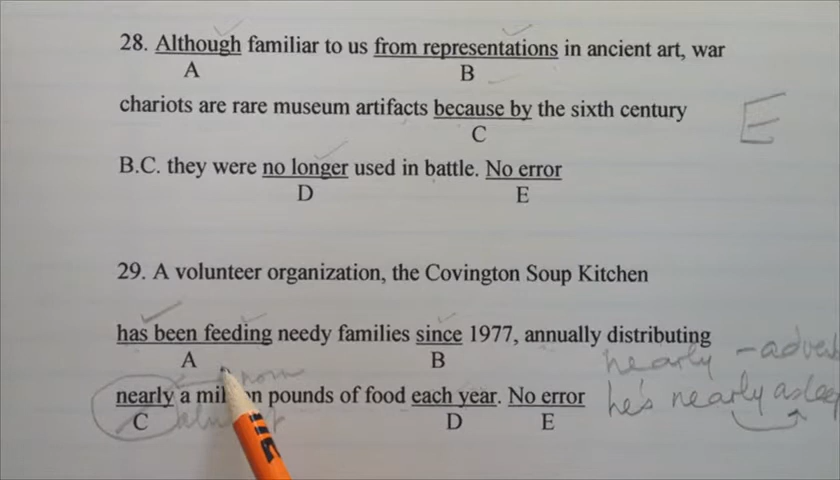 28. Although familiar to us from representations in ancient art, war
A B
chariots are rare museum artifacts because by the sixth century
C
E
B.C. they were no longer used in battle. No error
D E
29. A volunteer organization, the Covington Soup Kitchen
has been feeding needy families since 1977, annually distributing
A B
nearly - adverb
nearly a pounds of food each year. No error
he's nearly asleep
C D E